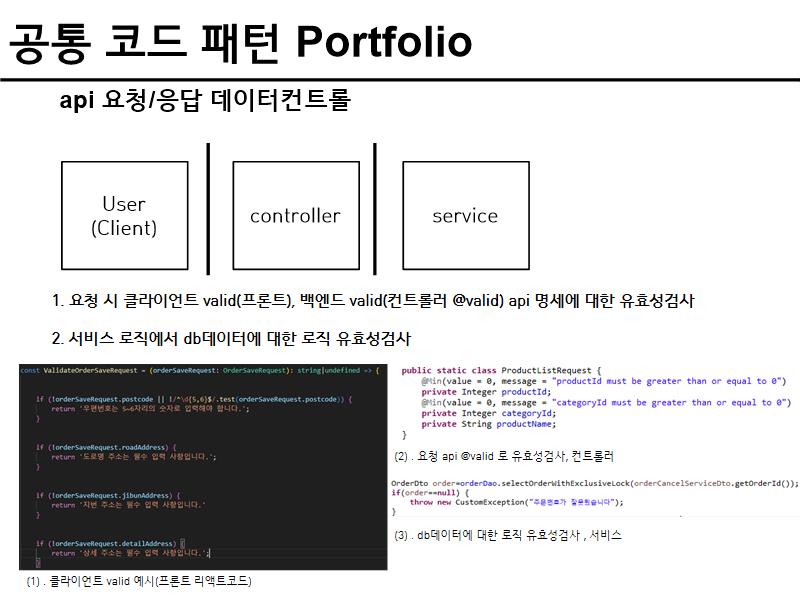 공통 코드 패턴 Portfolio
api 요청/응답 데이터컨트롤
User
(Client)
controller
service
1. 요청 시 클라이언트 valid(프론트), 백엔드 valid(컨트롤러 @valid) api 명세에 대한 유효성검사
2. 서비스 로직에서 db데이터에 대한 로직 유효성검사
const ValidateOrderSaveRequest = (orderSaveRequest: OrderSaveRequest): string|undefined => {
if (!orderSaveRequest.postcode || !/^\d{5,6}$/.test(orderSaveRequest.postcode)) {
return '우편번호는 5~6자리의 숫자로 입력해야 합니다.';
}
if (!orderSaveRequest.roadAddress) {
return '도로명 주소는 필수 입력 사항입니다.';
}
if (!orderSaveRequest.jibunAddress) {
return '지번 주소는 필수 입력 사항입니다.'
}
if (!orderSaveRequest.detailAddress) {
return '상세 주소는 필수 입력 사항입니다.';
}
(1) . 클라이언트 valid 예시(프론트 리액트코드)
public static class ProductListRequest {
@Min(value = 0, message = "productId must be greater than or equal to 0")
private Integer productId;
@Min(value = 0, message = "categoryId must be greater than or equal to 0")
private Integer categoryId;
private String productName;
}
(2) . 요청 api @valid 로 유효성검사, 컨트롤러
OrderDto order=orderDao.selectOrderWithExclusiveLock(orderCancelServiceDto.getOrderId());
if(order==null) {
throw new CustomException("주문번호가 잘못됬습니다");
}
(3) . db데이터에 대한 로직 유효성검사 , 서비스